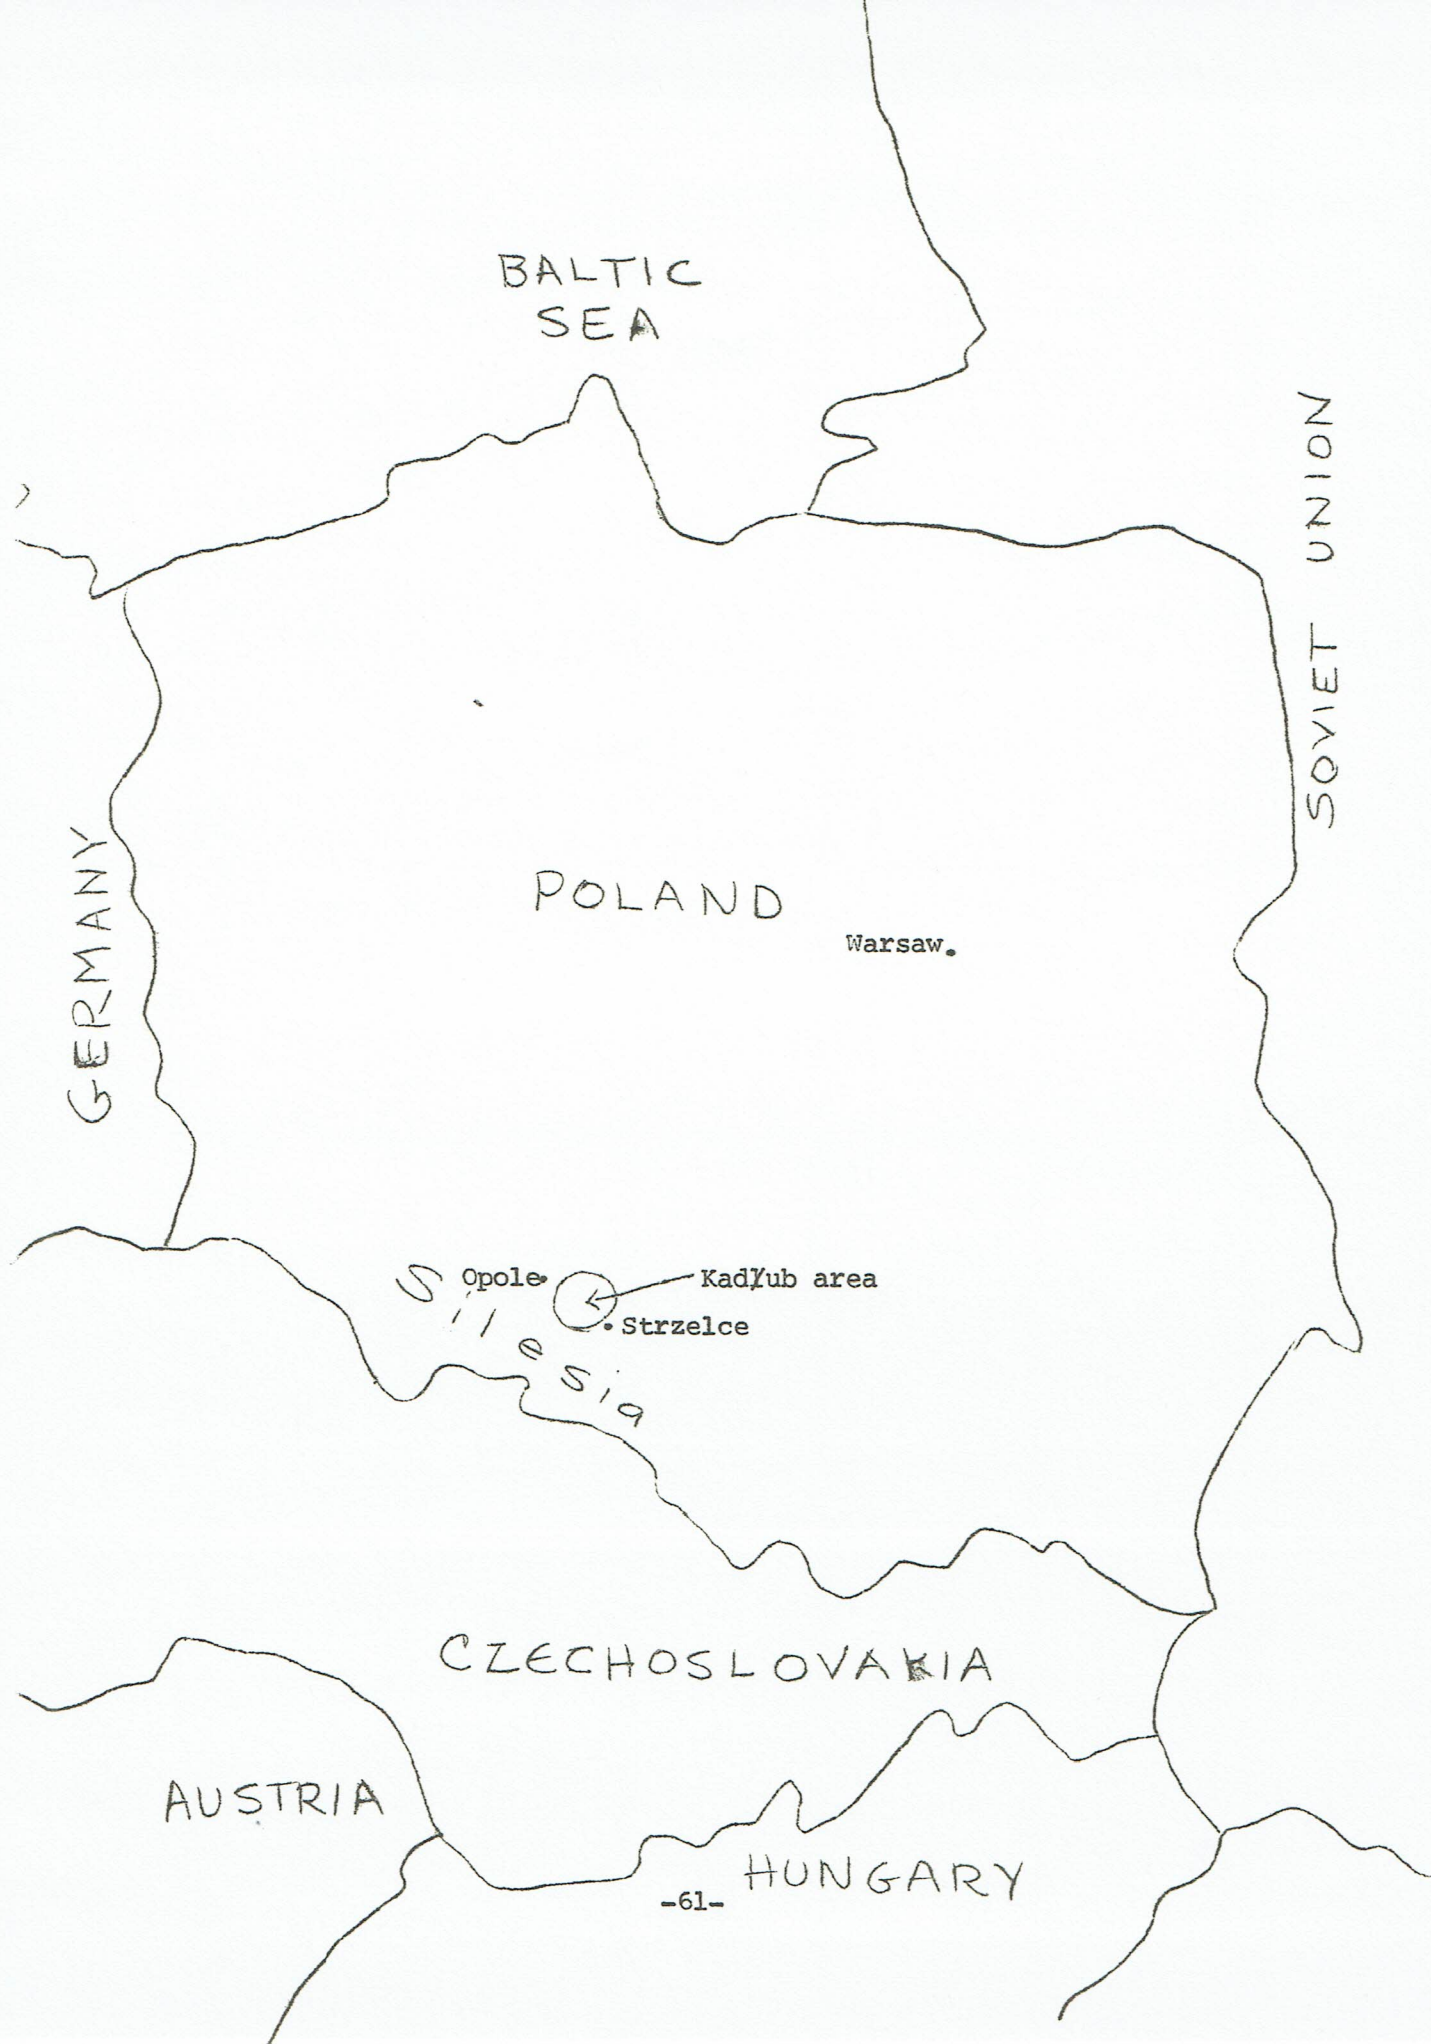 BALTIC
SEA
SOVIET UNION
GERMANY
POLAND
Warsaw.
Silesia
Opole
Kadłub area
Strzelce
CZECHOSLOVAKIA
AUSTRIA
HUNGARY
-61-